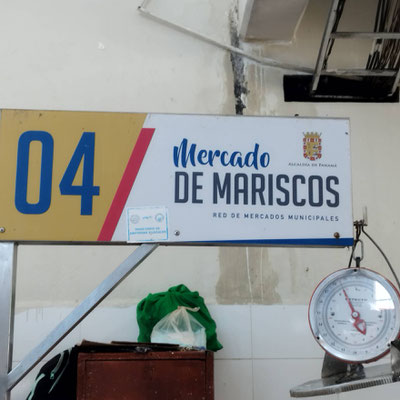 04
Mercado
DE MARISCOS
RED DE MERCADOS MUNICIPALES
ALCALDÍA DE PANAMÁ